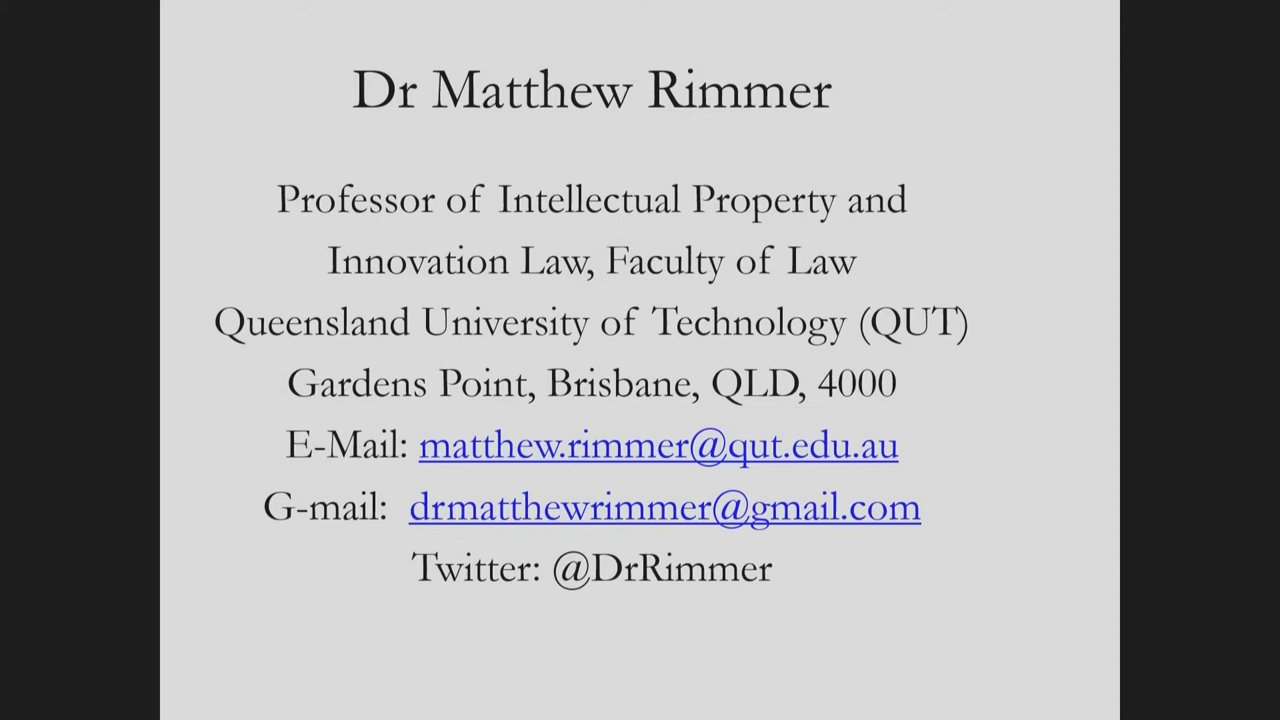 Dr Matthew Rimmer
Professor of Intellectual Property and
Innovation Law, Faculty of Law
Queensland University of Technology (QUT)
Gardens Point, Brisbane, QLD, 4000
E-Mail: matthew.rimmer@qut.edu.au
G-mail: drmatthewrimmer@gmail.com
Twitter: @DrRimmer